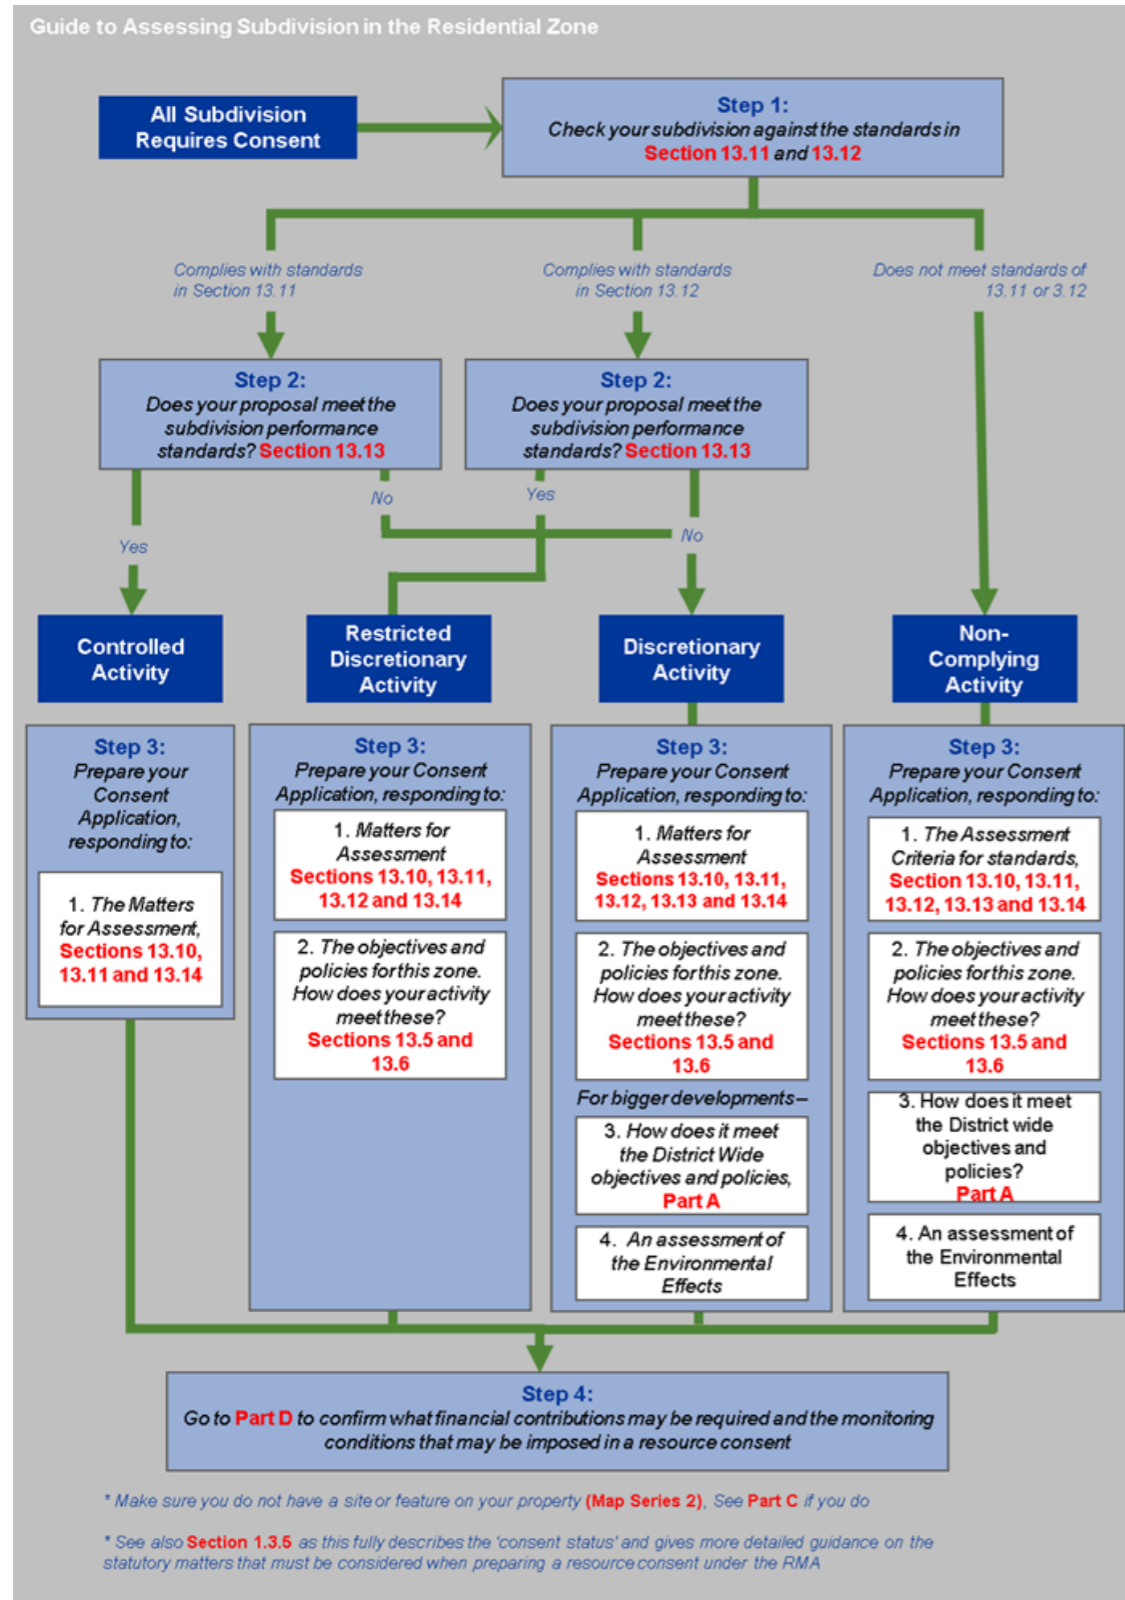 Guide to Assessing Subdivision in the Residential Zone
All Subdivision
Requires Consent
Step 1:
Check your subdivision against the standards in
Section 13.11 and 13.12
Complies with standards
in Section 13.11
Complies with standards
in Section 13.12
Does not meet standards of
13.11 or 3.12
Step 2:
Does your proposal meet the
subdivision performance
standards? Section 13.13
Step 2:
Does your proposal meet the
subdivision performance
standards? Section 13.13
No
Yes
No
Yes
Controlled
Activity
Restricted
Discretionary
Activity
Discretionary
Activity
Non-
Complying
Activity
Step 3:
Prepare your
Consent
Application,
responding to:
1. The Matters
for Assessment,
Sections 13.10,
13.11 and 13.14
Step 3:
Prepare your Consent
Application, responding to:
1. Matters for
Assessment
Sections 13.10, 13.11,
13.12 and 13.14
2. The objectives and
policies for this zone.
How does your activity
meet these?
Sections 13.5 and
13.6
Step 3:
Prepare your Consent
Application, responding to:
1. Matters for
Assessment
Sections 13.10, 13.11,
13.12, 13.13 and 13.14
2. The objectives and
policies for this zone.
How does your activity
meet these?
Sections 13.5 and
13.6
For bigger developments–
3. How does it meet
the District Wide
objectives and policies,
Part A
4. An assessment of
the Environmental
Effects
Step 3:
Prepare your Consent
Application, responding to:
1. The Assessment
Criteria for standards,
Section 13.10, 13.11,
13.12, 13.13 and 13.14
2. The objectives and
policies for this zone.
How does your activity
meet these?
Sections 13.5 and
13.6
3. How does it meet
the District wide
objectives and
policies?
Part A
4. An assessment of
the Environmental
Effects
Step 4:
Go to Part D to confirm what financial contributions may be required and the monitoring
conditions that may be imposed in a resource consent
* Make sure you do not have a site or feature on your property (Map Series 2), See Part C if you do
* See also Section 1.3.5 as this fully describes the 'consent status' and gives more detailed guidance on the
statutory matters that must be considered when preparing a resource consent under the RMA